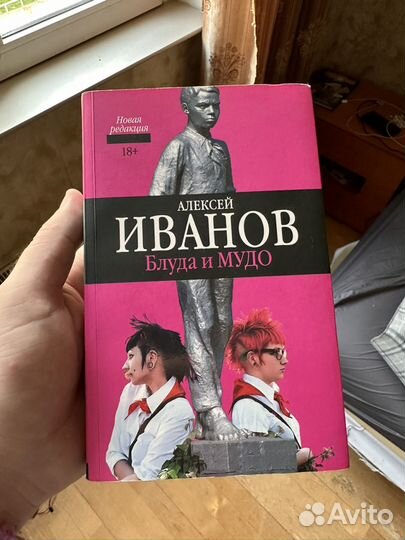 Новая
редакция
18+
АЛЕКСЕЙ
ИВАНОВ
Блуда и МУДО
Avito